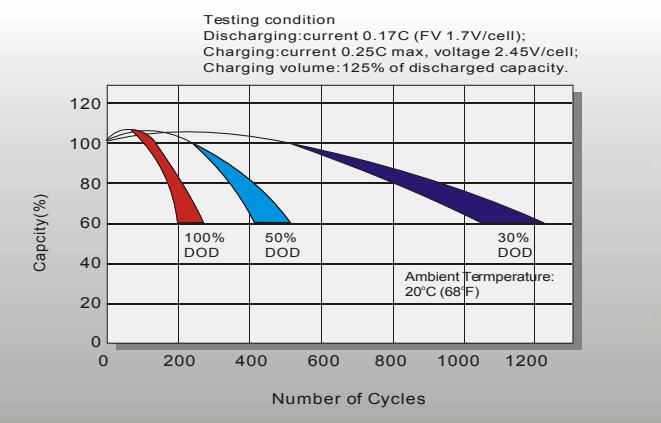 Testing condition
Discharging:current 0.17C (FV 1.7V/cell);
Charging:current 0.25C max, voltage 2.45V/cell;
Charging volume:125% of discharged capacity.
Capcity(%)
120
100
80
60
40
20
0
100%
DOD
50%
DOD
30%
DOD
Ambient Termperature:
20°C (68°F)
0 200 400 600 800 1000 1200
Number of Cycles